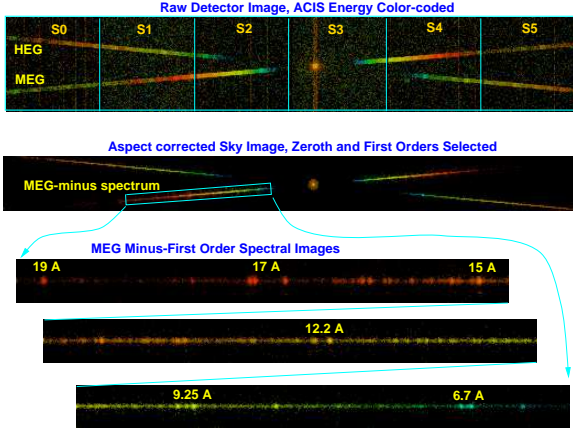 Raw Detector Image, ACIS Energy Color-coded
S0 S1 S2 S3 S4 S5
HEG
MEG
Aspect corrected Sky Image, Zeroth and First Orders Selected
MEG-minus spectrum
MEG Minus-First Order Spectral Images
19 A 17 A 15 A
12.2 A
9.25 A 6.7 A